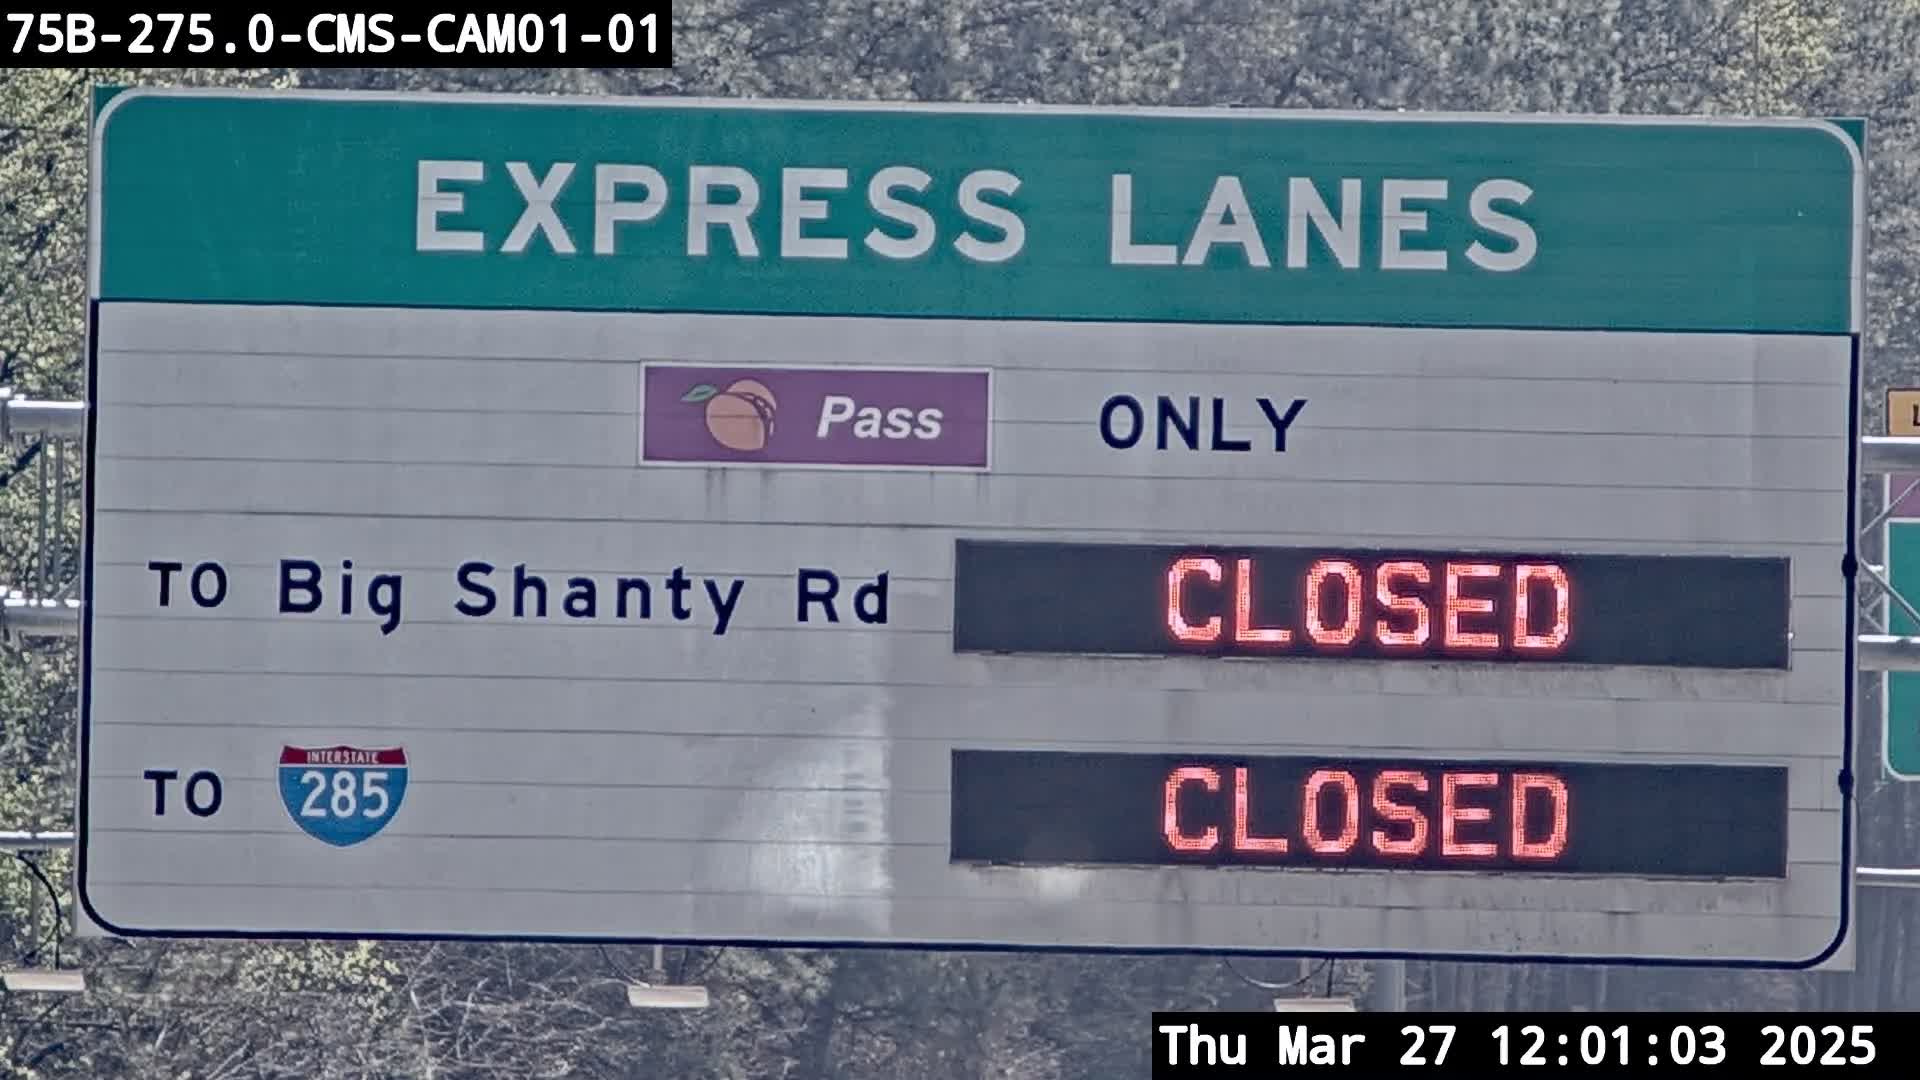 75B-275.0-CMS-CAM01-01
EXPRESS LANES
Pass ONLY
TO Big Shanty Rd CLOSED
TO INTERSTATE 285 CLOSED
Thu Mar 27 12:01:03 2025